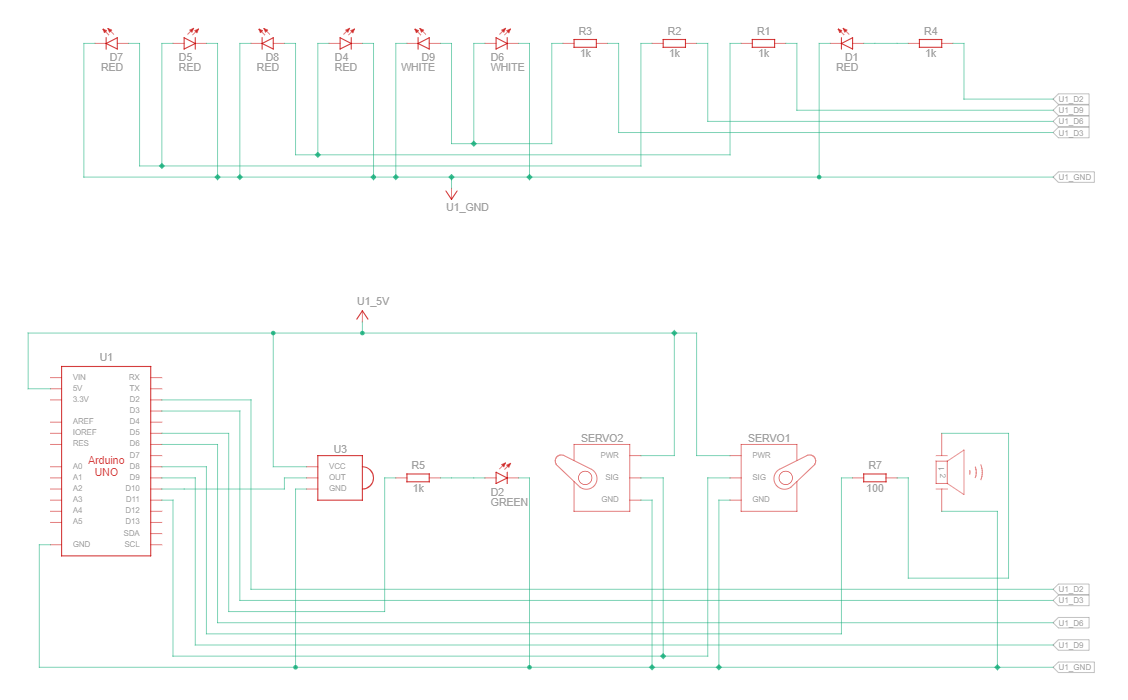 D7
RED
D5
RED
D8
RED
D4
RED
D9
WHITE
D6
WHITE
R3
1k
R2
1k
R1
1k
D1
RED
R4
1k
U1_D2
U1_D9
U1_D6
U1_D3
U1_GND
U1_GND
U1_5V
U1
VIN
5V
3.3V
AREF
IOREF
RES
A0
A1
A2
A3
A4
A5
GND
Arduino
UNO
RX
TX
D2
D3
D4
D5
D6
D7
D8
D9
D10
D11
D12
D13
SDA
SCL
U3
VCC
OUT
GND
R5
1k
D2
GREEN
SERVO2
PWR
SIG
GND
SERVO1
PWR
SIG
GND
R7
100
1 2
U1_D2
U1_D3
U1_D6
U1_D9
U1_GND